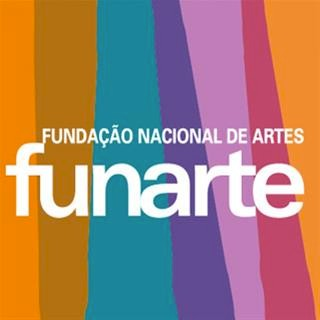 FUNDAÇÃO NACIONAL DE ARTES
funarte